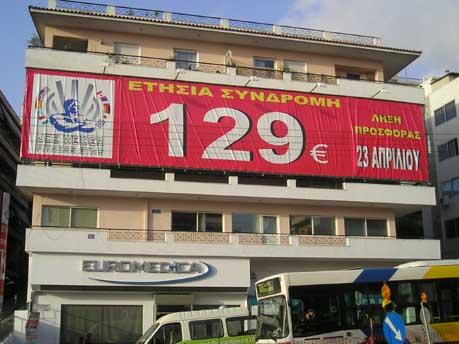 ΕΤΗΣΙΑ ΣΥΝΔΡΟΜΗ
129 €
ΛΗΞΗ
ΠΡΟΣΦΟΡΑΣ
23 ΑΠΡΙΛΙΟΥ
EUROMEDICA